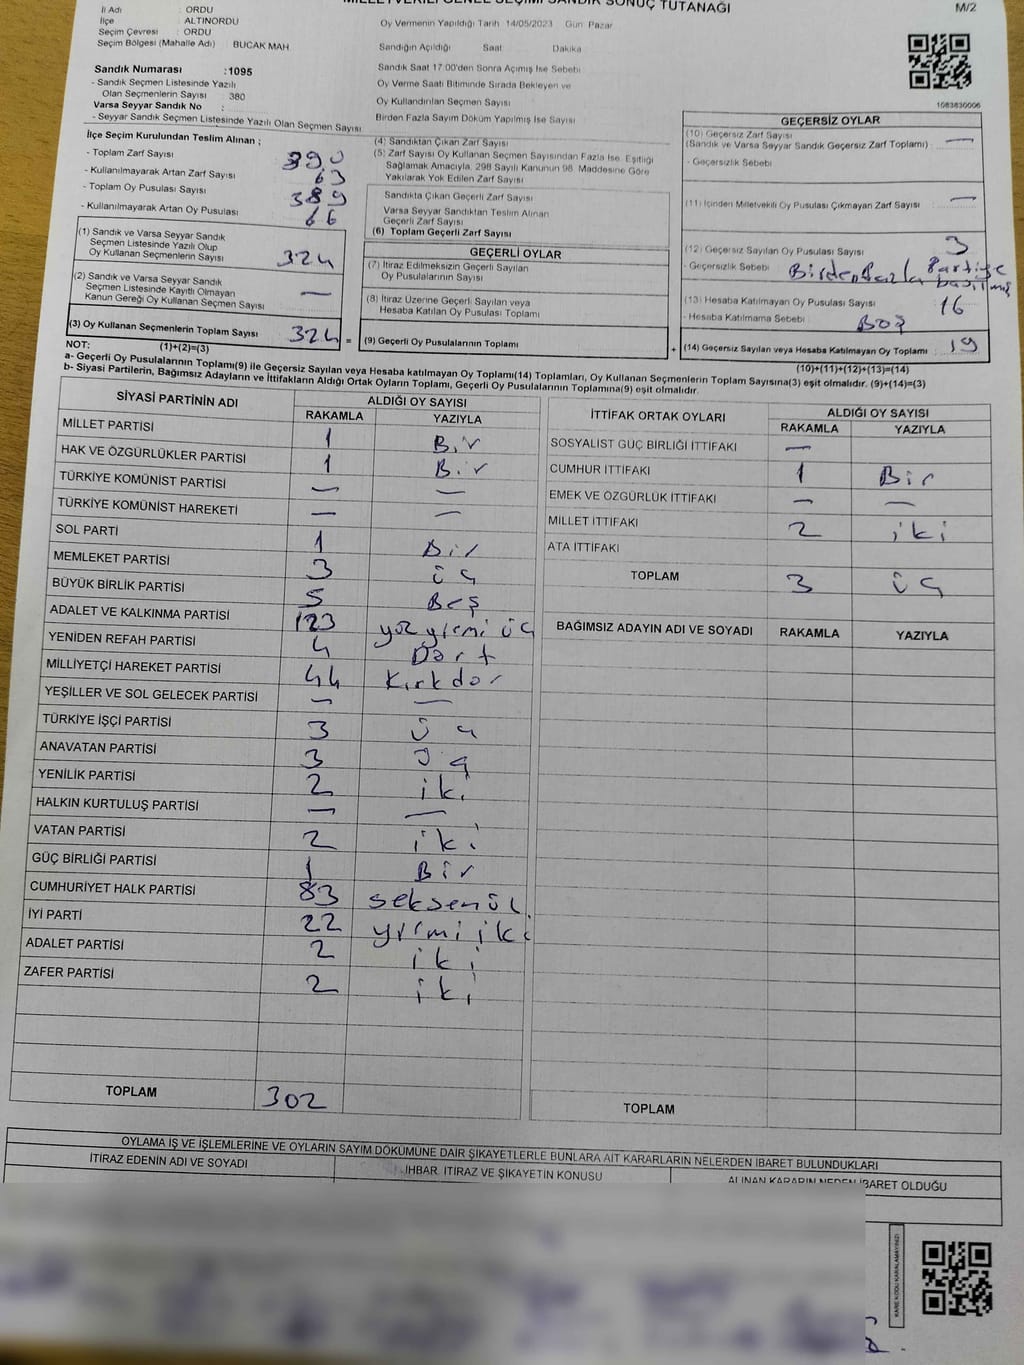 MİLLETVEKİLİ GENEL SEÇİMİ SANDIK SONUÇ TUTANAĞI
M/2
İl Adı : ORDU
İlçe : ALTINORDU
Seçim Çevresi : ORDU
Seçim Bölgesi (Mahalle Adı) : BUCAK MAH.
Sandık Numarası :1095
- Sandık Seçmen Listesinde Yazılı
Olan Seçmenlerin Sayısı : 380
Varsa Seyyar Sandık No :
- Seyyar Sandık Seçmen Listesinde Yazılı Olan Seçmen Sayısı
Oy Vermenin Yapıldığı Tarih 14/05/2023 Gün: Pazar
Sandığın Açıldığı Saat Dakika
Sandık Saat 17:00'den Sonra Açılmış İse Sebebi
Oy Verme Saati Bitiminde Sırada Bekleyen ve
Oy Kullandırılan Seçmen Sayısı
Birden Fazla Sayım Döküm Yapılmış İse Sayısı
1083830006
İlçe Seçim Kurulundan Teslim Alınan ;
- Toplam Zarf Sayısı 390
- Kullanılmayarak Artan Zarf Sayısı 63
- Toplam Oy Pusulası Sayısı 389
- Kullanılmayarak Artan Oy Pusulası 66
(1) Sandık ve Varsa Seyyar Sandık
Seçmen Listesinde Yazılı Olup
Oy Kullanan Seçmenlerin Sayısı 324
(2) Sandık ve Varsa Seyyar Sandık
Seçmen Listesinde Kayıtlı Olmayan
Kanun Gereği Oy Kullanan Seçmen Sayısı —
(3) Oy Kullanan Seçmenlerin Toplam Sayısı 324 =
(4) Sandıktan Çıkan Zarf Sayısı
(5) Zarf Sayısı Oy Kullanan Seçmen Sayısından Fazla İse, Eşitliği
Sağlamak Amacıyla, 298 Sayılı Kanunun 98. Maddesine Göre
Yakılarak Yok Edilen Zarf Sayısı
Sandıkta Çıkan Geçerli Zarf Sayısı
Varsa Seyyar Sandıktan Teslim Alınan
Geçerli Zarf Sayısı
(6) Toplam Geçerli Zarf Sayısı
GEÇERLİ OYLAR
(7) İtiraz Edilmeksizin Geçerli Sayılan
Oy Pusulalarının Sayısı
(8) İtiraz Üzerine Geçerli Sayılan veya
Hesaba Katılan Oy Pusulası Toplamı
(9) Geçerli Oy Pusulalarının Toplamı +
GEÇERSİZ OYLAR
(10) Geçersiz Zarf Sayısı
(Sandık ve Varsa Seyyar Sandık Geçersiz Zarf Toplamı) : —
- Geçersizlik Sebebi
(11) İçinden Milletvekili Oy Pusulası Çıkmayan Zarf Sayısı —
(12) Geçersiz Sayılan Oy Pusulası Sayısı 3
- Geçersizlik Sebebi Birden fazla Partiye
basılmış
(13) Hesaba Katılmayan Oy Pusulası Sayısı 16
- Hesaba Katılmama Sebebi Boş
(14) Geçersiz Sayılan veya Hesaba Katılmayan Oy Toplamı : 19
NOT: (1)+(2)=(3)
(10)+(11)+(12)+(13)=(14)
a- Geçerli Oy Pusulalarının Toplamı(9) ile Geçersiz Sayılan veya Hesaba katılmayan Oy Toplamı(14) Toplamları, Oy Kullanan Seçmenlerin Toplam Sayısına(3) eşit olmalıdır. (9)+(14)=(3)
b- Siyasi Partilerin, Bağımsız Adayların ve İttifakların Aldığı Ortak Oyların Toplamı, Geçerli Oy Pusulalarının Toplamına(9) eşit olmalıdır.
SİYASİ PARTİNİN ADI ALDIĞI OY SAYISI
RAKAMLA YAZIYLA
MİLLET PARTİSİ 1 Bir
HAK VE ÖZGÜRLÜKLER PARTİSİ 1 Bir
TÜRKİYE KOMÜNİST PARTİSİ — —
TÜRKİYE KOMÜNİST HAREKETİ — —
SOL PARTİ 1 Bir
MEMLEKET PARTİSİ 3 üç
BÜYÜK BİRLİK PARTİSİ 5 Beş
ADALET VE KALKINMA PARTİSİ 123 yüz yirmi üç
YENİDEN REFAH PARTİSİ 4 Dört
MİLLİYETÇİ HAREKET PARTİSİ 44 Kırkdör
YEŞİLLER VE SOL GELECEK PARTİSİ — —
TÜRKİYE İŞÇİ PARTİSİ 3 üç
ANAVATAN PARTİSİ 3 üç
YENİLİK PARTİSİ 2 iki
HALKIN KURTULUŞ PARTİSİ — —
VATAN PARTİSİ 2 iki
GÜÇ BİRLİĞİ PARTİSİ 1 Bir
CUMHURİYET HALK PARTİSİ 83 seksenüç
İYİ PARTİ 22 yirmi iki
ADALET PARTİSİ 2 iki
ZAFER PARTİSİ 2 iki
TOPLAM 302
İTTİFAK ORTAK OYLARI ALDIĞI OY SAYISI
RAKAMLA YAZIYLA
SOSYALİST GÜÇ BİRLİĞİ İTTİFAKI —
CUMHUR İTTİFAKI 1 Bir
EMEK VE ÖZGÜRLÜK İTTİFAKI — —
MİLLET İTTİFAKI 2 iki
ATA İTTİFAKI
TOPLAM 3 üç
BAĞIMSIZ ADAYIN ADI VE SOYADI RAKAMLA YAZIYLA
TOPLAM
OYLAMA İŞ VE İŞLEMLERİNE VE OYLARIN SAYIM DÖKÜMÜNE DAİR ŞİKAYETLERLE BUNLARA AİT KARARLARIN NELERDEN İBARET BULUNDUKLARI
İTİRAZ EDENİN ADI VE SOYADI İHBAR, İTİRAZ VE ŞİKAYETİN KONUSU ALINAN KARARIN NEDEN İBARET OLDUĞU
KARE KODU KARALAMAYINIZ!